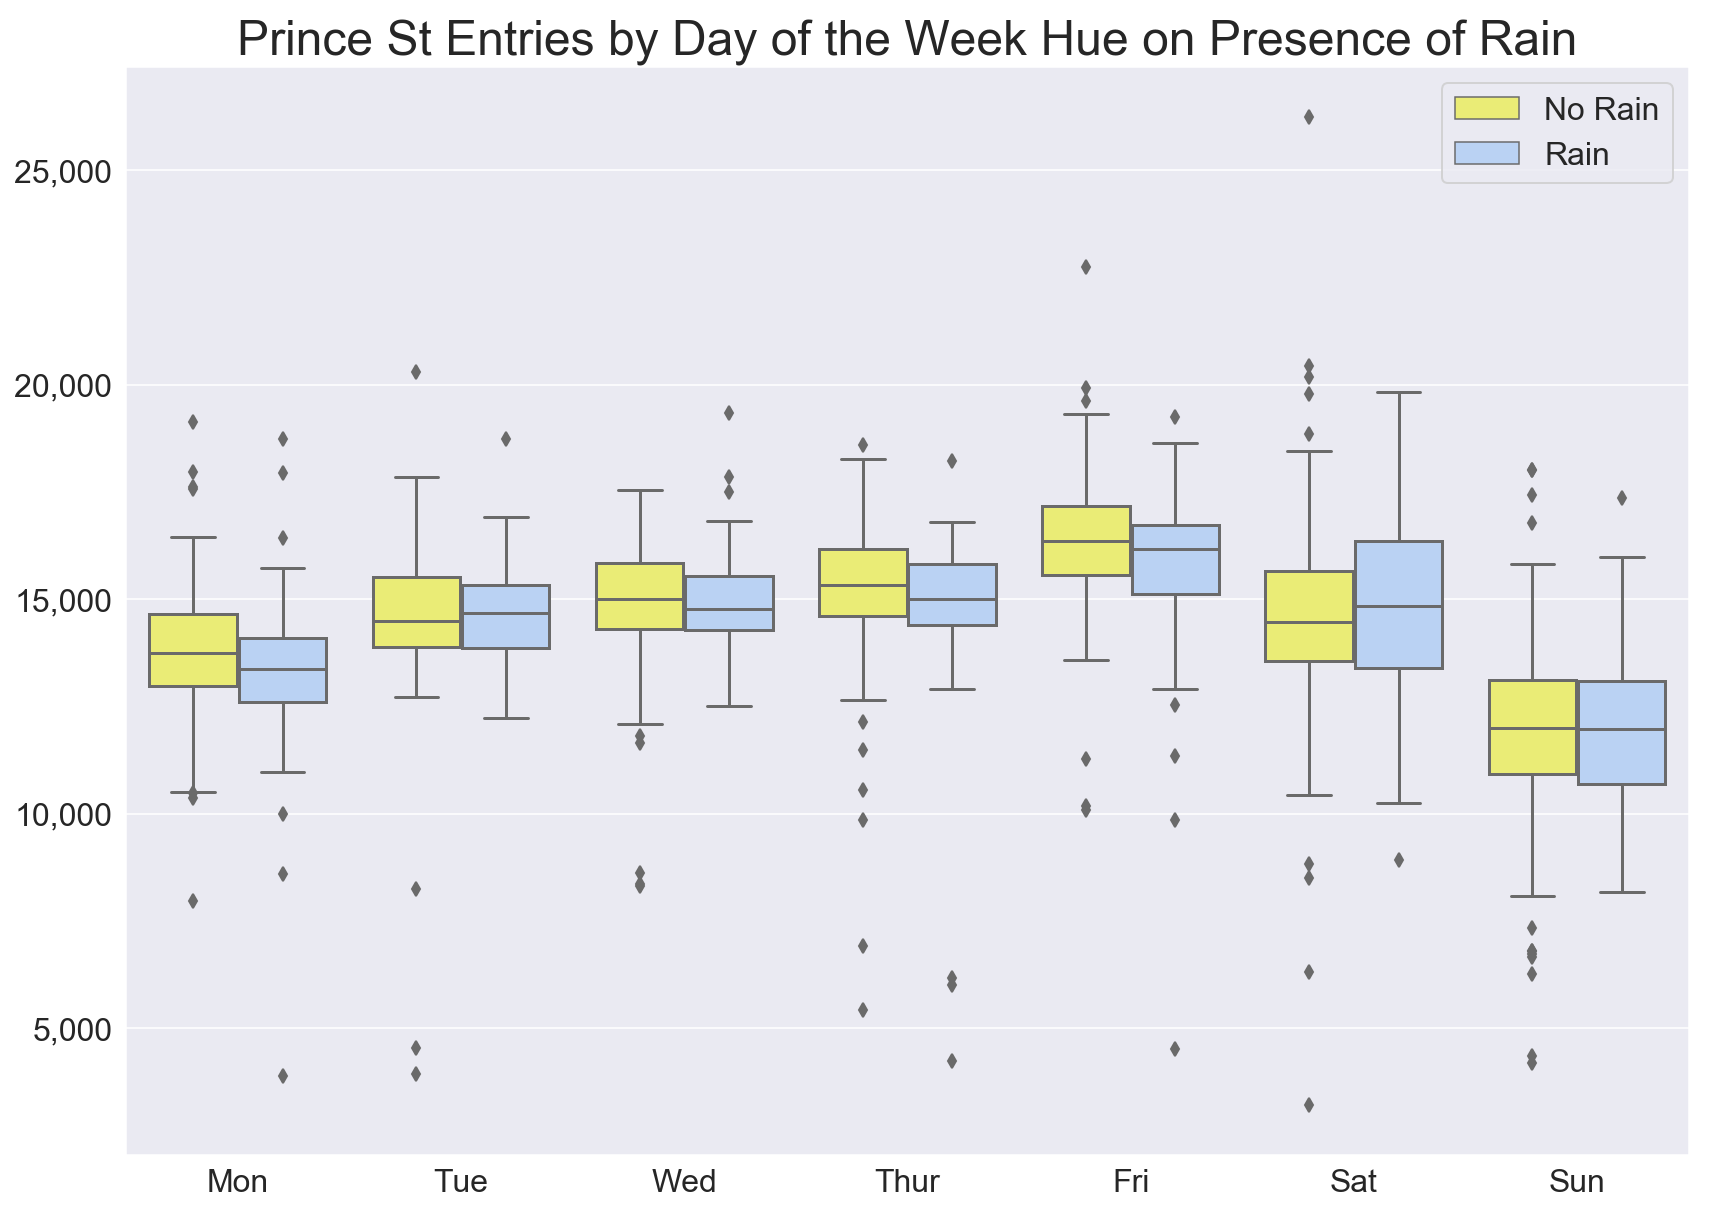 Prince St Entries by Day of the Week Hue on Presence of Rain
No Rain
Rain
25,000
20,000
15,000
10,000
5,000
Mon Tue Wed Thur Fri Sat Sun